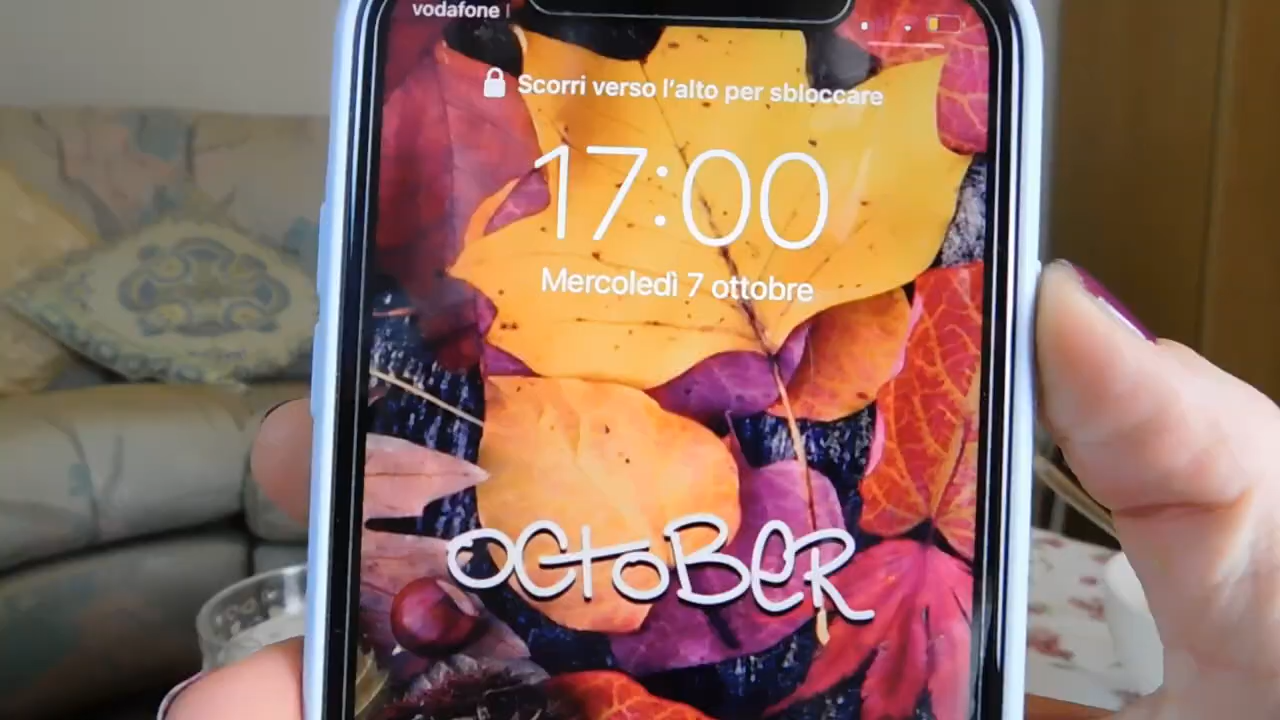 vodafone
Scorri verso l'alto per sbloccare
17:00
Mercoledì 7 ottobre
OCTOBER